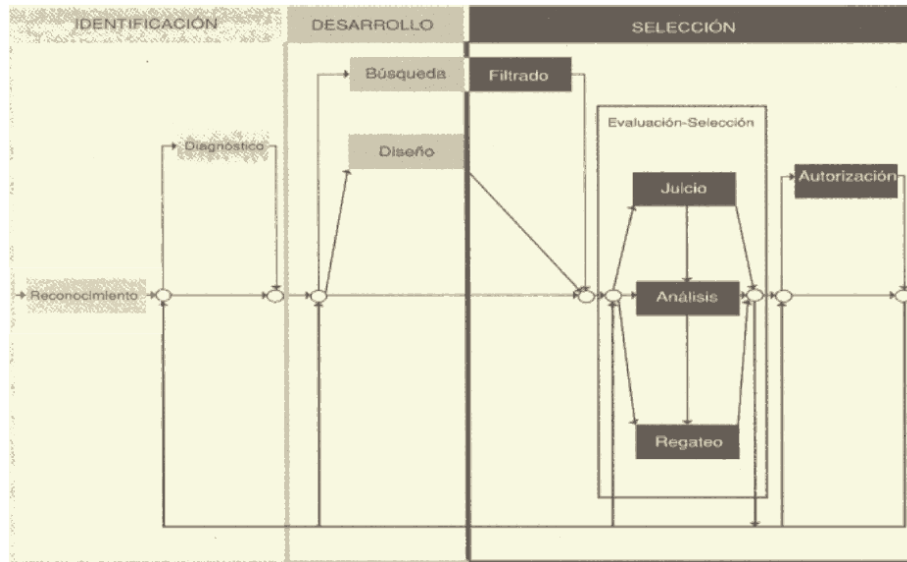 IDENTIFICACIÓN
DESARROLLO
SELECCIÓN
Búsqueda
Filtrado
Evaluación-Selección
Diagnóstico
Diseño
Juicio
Autorización
Reconocimiento
Análisis
Regateo